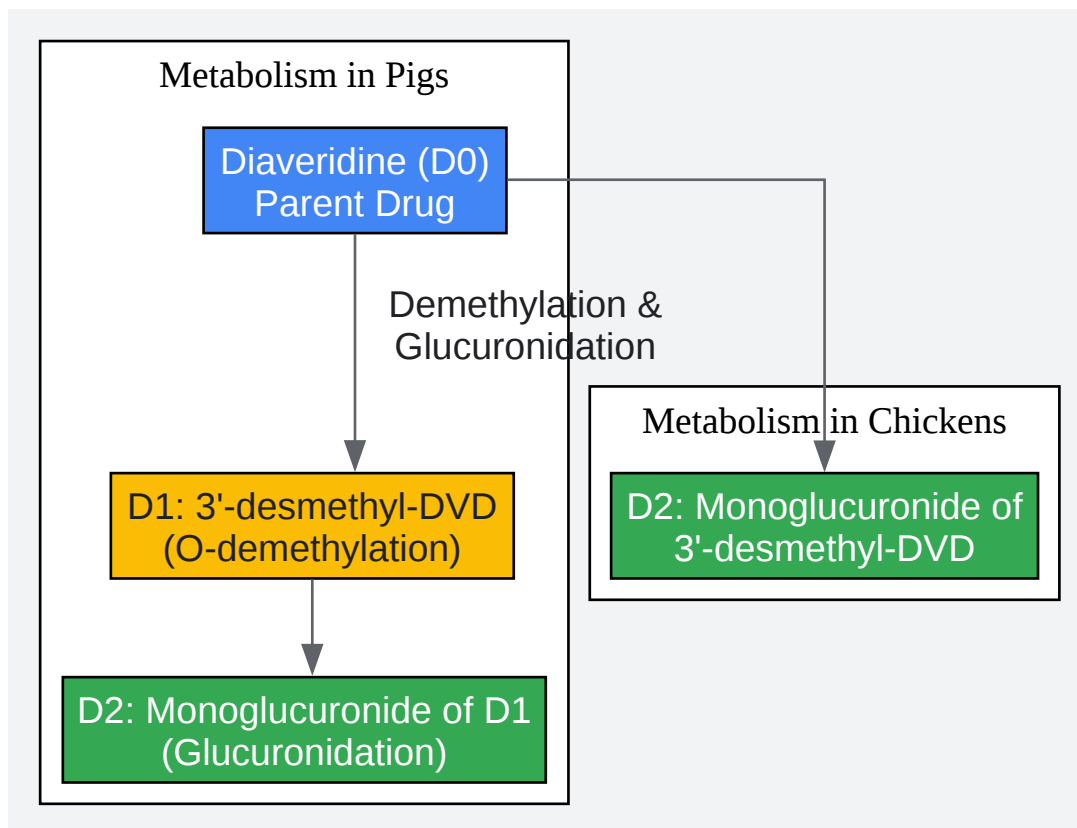 Metabolism in Pigs
Diaveridine (D0)
Parent Drug
Demethylation &
Glucuronidation
Metabolism in Chickens
D1: 3'-desmethyl-DVD
(O-demethylation)
D2: Monoglucuronide of
3'-desmethyl-DVD
D2: Monoglucuronide of D1
(Glucuronidation)